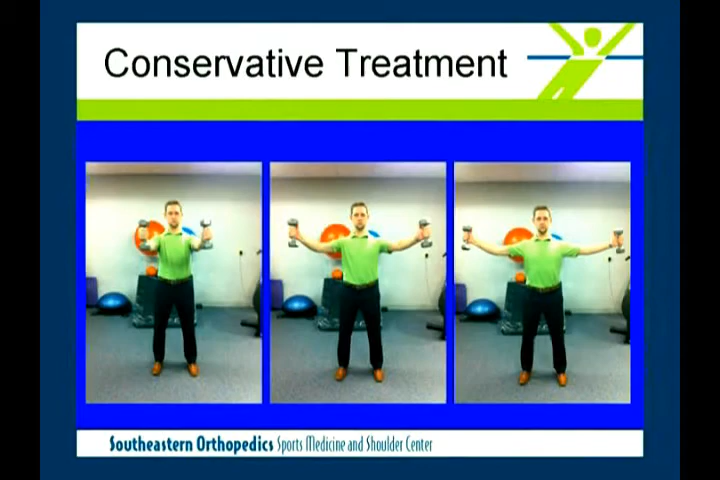 Conservative Treatment
Southeastern Orthopedics Sports Medicine and Shoulder Center